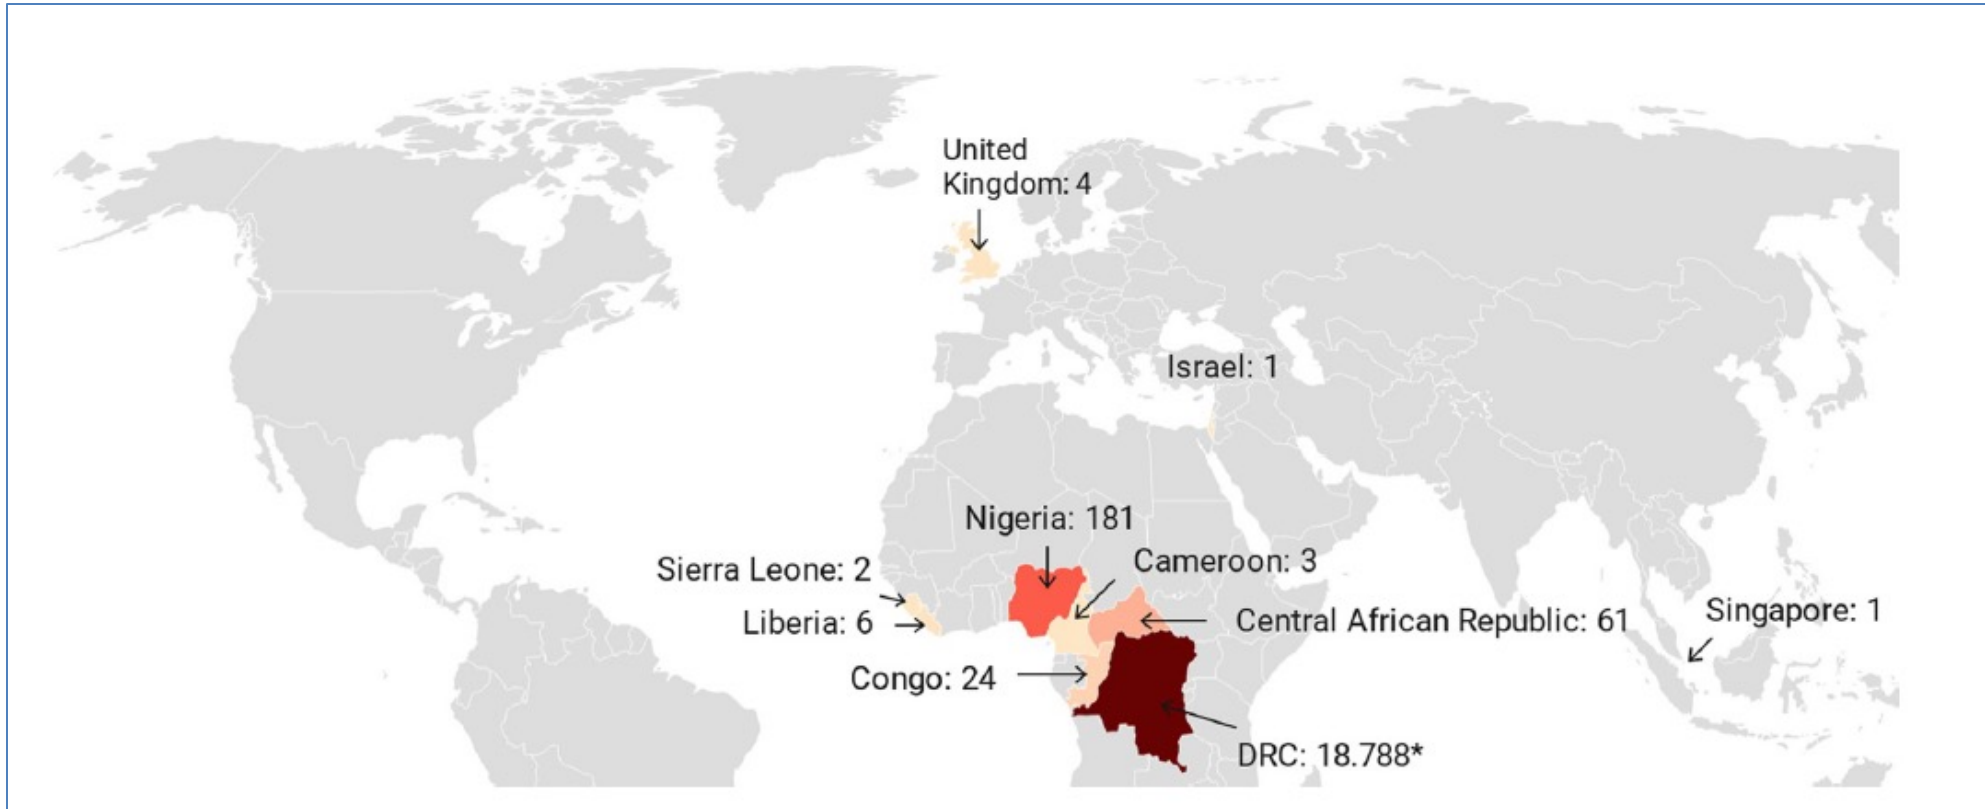 United
Kingdom: 4
Israel: 1
Nigeria: 181
Cameroon: 3
Sierra Leone: 2
Liberia: 6
Central African Republic: 61
Singapore: 1
Congo: 24
DRC: 18.788*